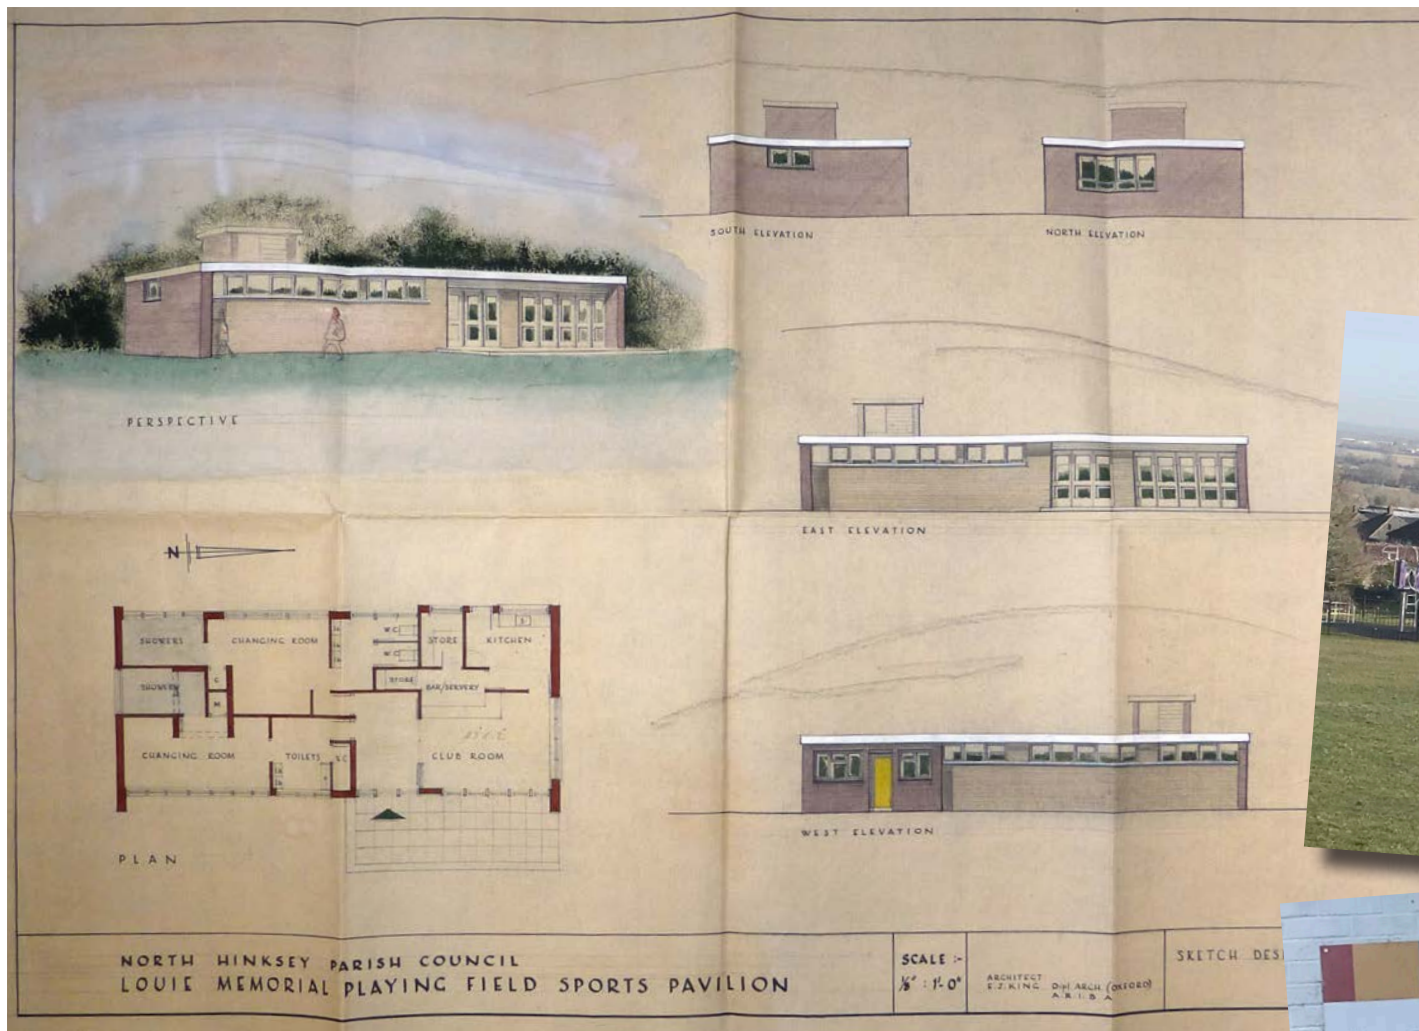 SOUTH ELEVATION
NORTH ELEVATION
PERSPECTIVE
EAST ELEVATION
N
SHOWERS
CHANGING ROOM
W.C
W.C
STORE
KITCHEN
SHOWERS
C
M
STORE
BAR/SERVERY
CHANGING ROOM
TOILETS
CLUB ROOM
WEST ELEVATION
PLAN
NORTH HINKSEY PARISH COUNCIL
LOUIE MEMORIAL PLAYING FIELD SPORTS PAVILION
SCALE :-
⅛" : 1'-0"
ARCHITECT
E.J. KING DIPL ARCH. (OXFORD)
A.R.I.B.A
SKETCH